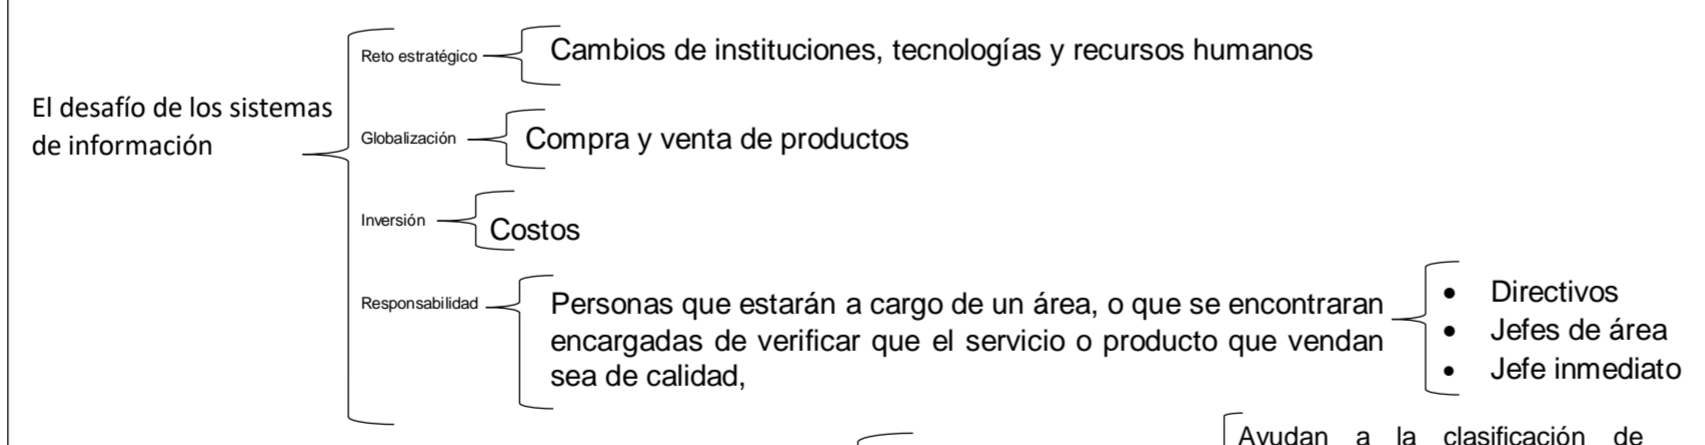 Reto estratégico
Cambios de instituciones, tecnologías y recursos humanos
El desafío de los sistemas
de información
Globalización
Compra y venta de productos
Inversión
Costos
Responsabilidad
Personas que estarán a cargo de un área, o que se encontraran
encargadas de verificar que el servicio o producto que vendan
sea de calidad,
• Directivos
• Jefes de área
• Jefe inmediato
Ayudan a la clasificación de